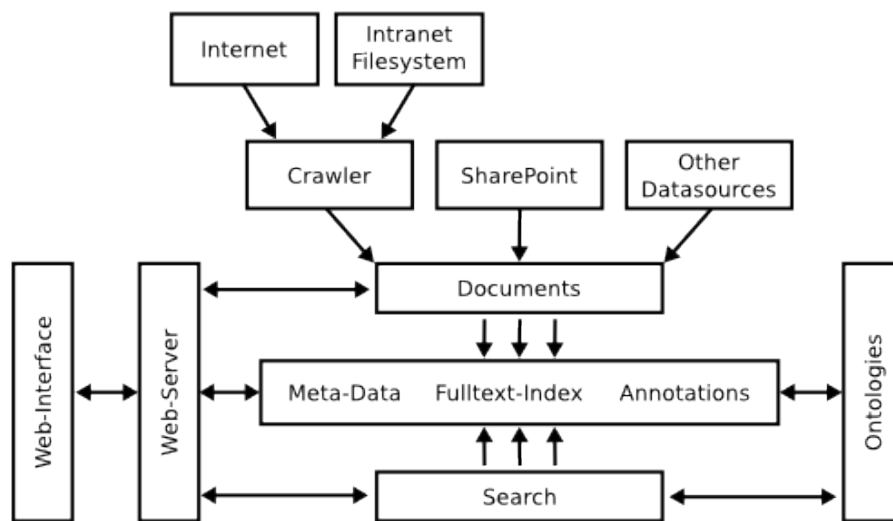 Internet
Intranet
Filesystem
Crawler
SharePoint
Other
Datasources
Web-Interface
Web-Server
Documents
Meta-Data Fulltext-Index Annotations
Search
Ontologies